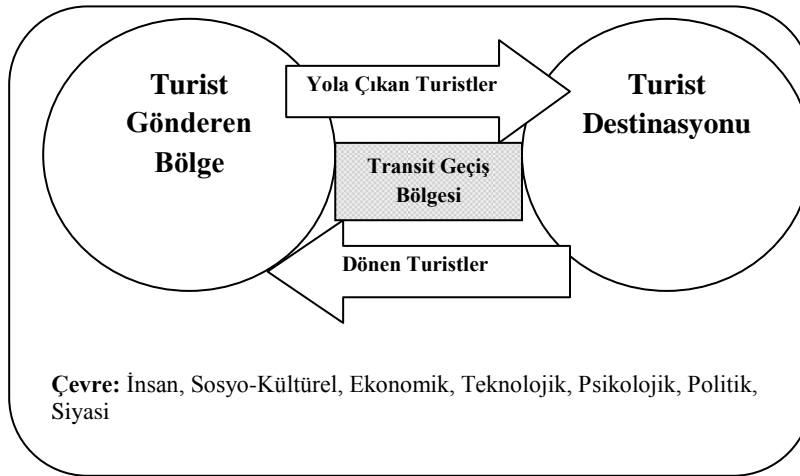 Turist
Gönderen
Bölge
Yola Çıkan Turistler
Turist
Destinasyonu
Transit Geçiş
Bölgesi
Dönen Turistler
Çevre: İnsan, Sosyo-Kültürel, Ekonomik, Teknolojik, Psikolojik, Politik,
Siyasi